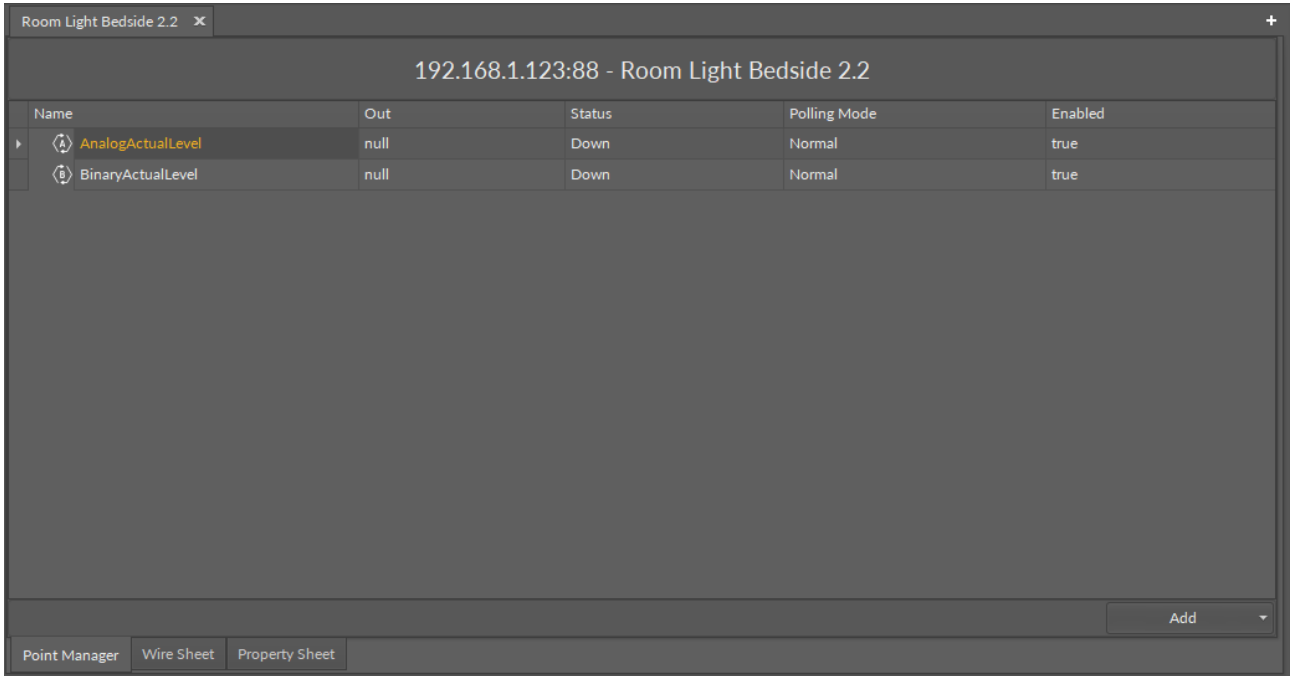 Room Light Bedside 2.2
192.168.1.123:88 - Room Light Bedside 2.2
Name Out Status Polling Mode Enabled
A AnalogActualLevel null Down Normal true
B BinaryActualLevel null Down Normal true
Add
Point Manager Wire Sheet Property Sheet